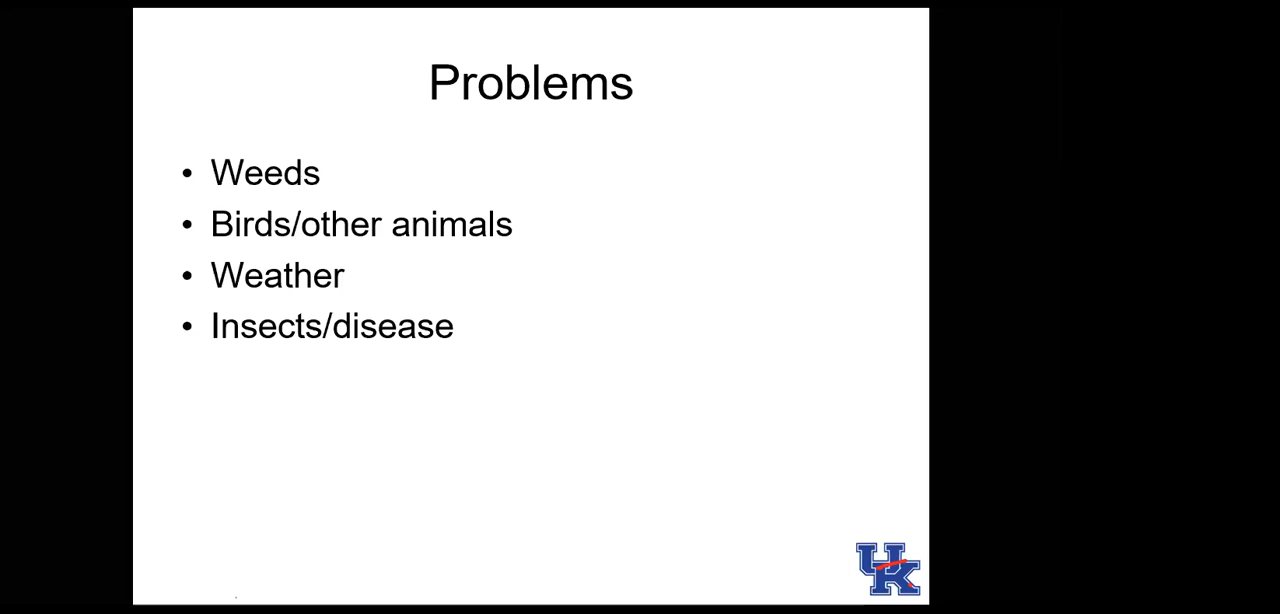 Problems
• Weeds
• Birds/other animals
• Weather
• Insects/disease
UK